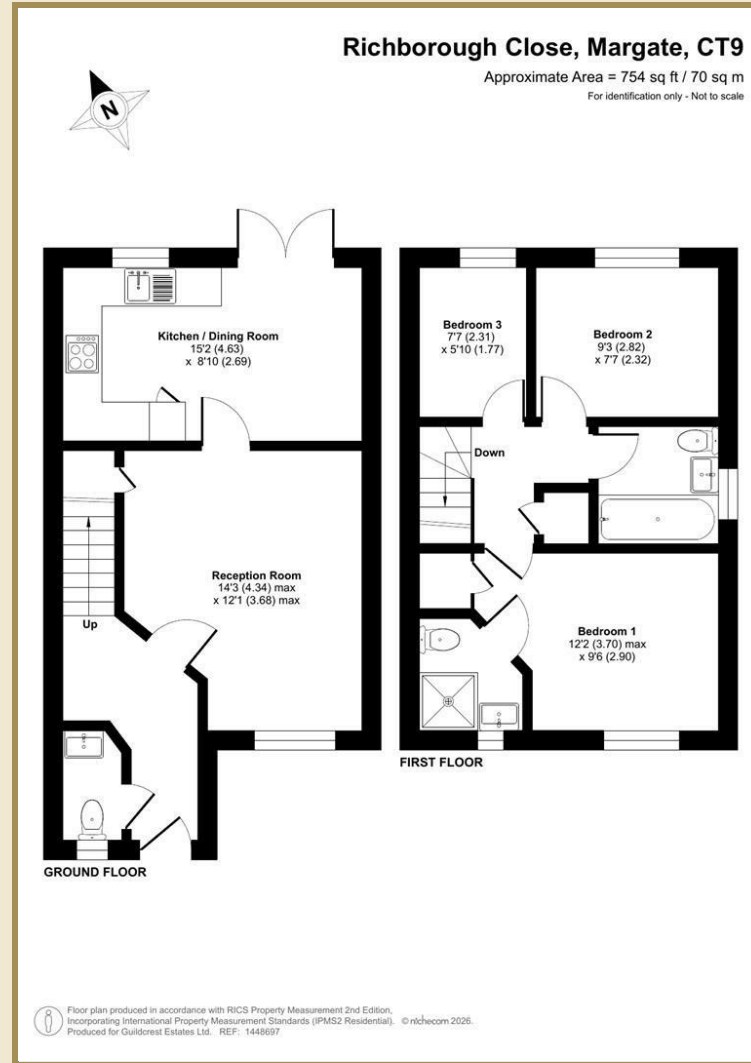 Richborough Close, Margate, CT9
Approximate Area = 754 sq ft / 70 sq m
For identification only - Not to scale
N
Kitchen / Dining Room
15'2 (4.63)
x 8'10 (2.69)
Bedroom 3
7'7 (2.31)
x 5'10 (1.77)
Bedroom 2
9'3 (2.82)
x 7'7 (2.32)
Down
Reception Room
14'3 (4.34) max
x 12'1 (3.68) max
Up
Bedroom 1
12'2 (3.70) max
x 9'6 (2.90)
FIRST FLOOR
GROUND FLOOR
Floor plan produced in accordance with RICS Property Measurement 2nd Edition,
Incorporating International Property Measurement Standards (IPMS2 Residential). © nichecom 2026.
Produced for Guildcrest Estates Ltd. REF: 1448697